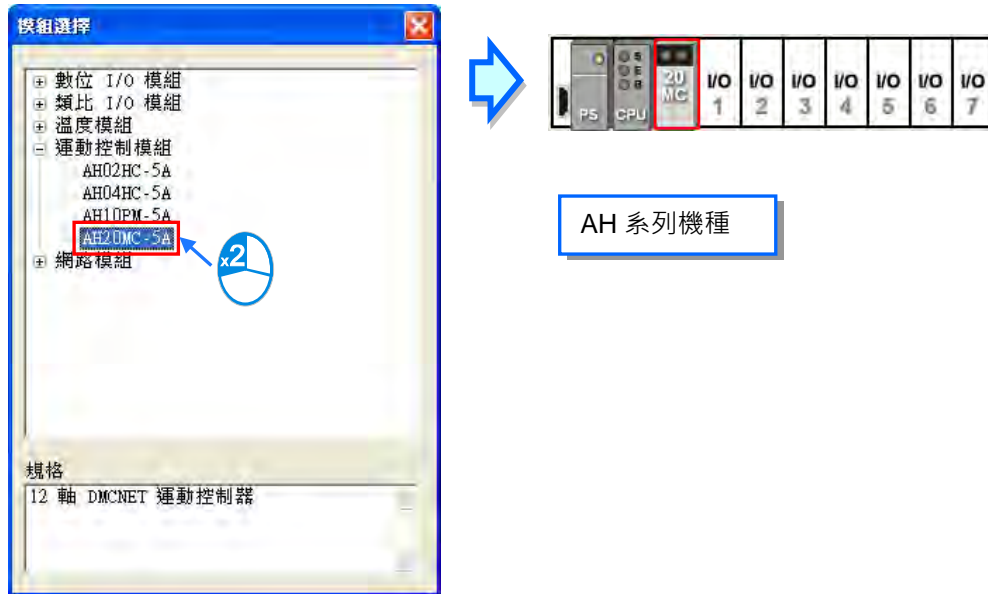 模組選擇
數位 I/O 模組
類比 I/O 模組
溫度模組
運動控制模組
AH02HC-5A
AH04HC-5A
AH10PM-5A
AH20MC-5A
網路模組
x2
規格
12 軸 DMCNET 運動控制器
PS CPU 20 MC I/O 1 I/O 2 I/O 3 I/O 4 I/O 5 I/O 6 I/O 7
AH 系列機種